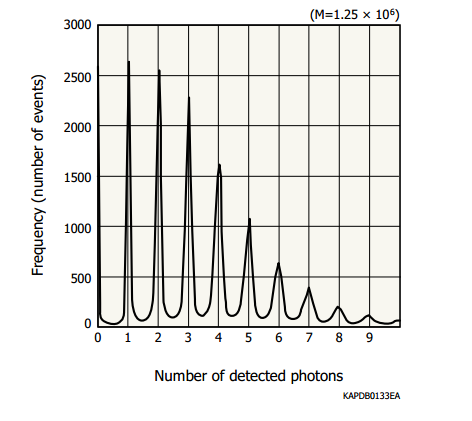 (M=1.25 × 10⁶)
3000
2500
2000
1500
1000
500
0
Frequency (number of events)
0 1 2 3 4 5 6 7 8 9
Number of detected photons
KAPDB0133EA